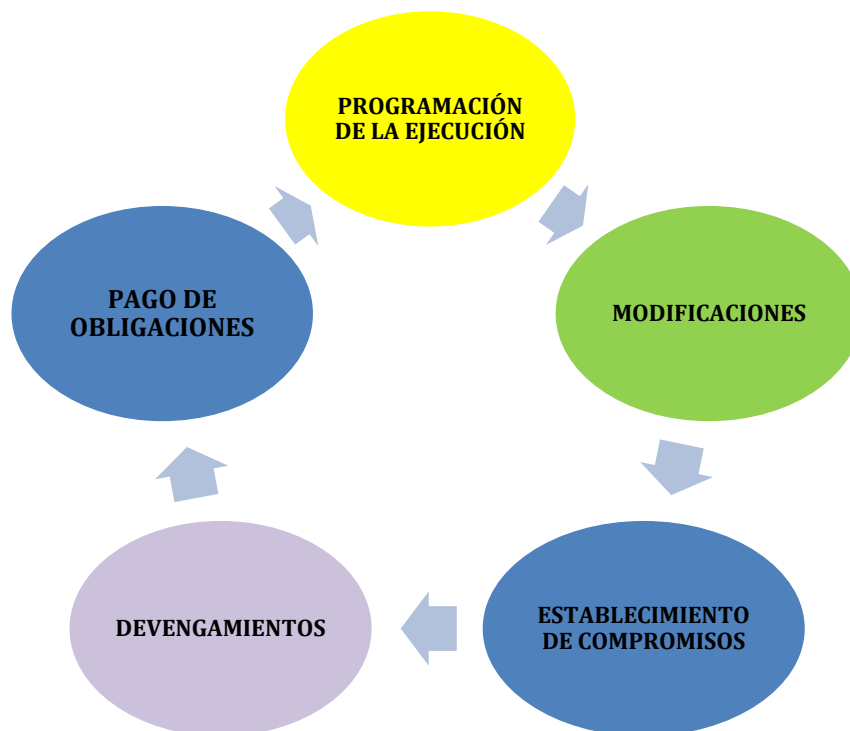 PROGRAMACIÓN
DE LA EJECUCIÓN
MODIFICACIONES
ESTABLECIMIENTO
DE COMPROMISOS
DEVENGAMIENTOS
PAGO DE
OBLIGACIONES